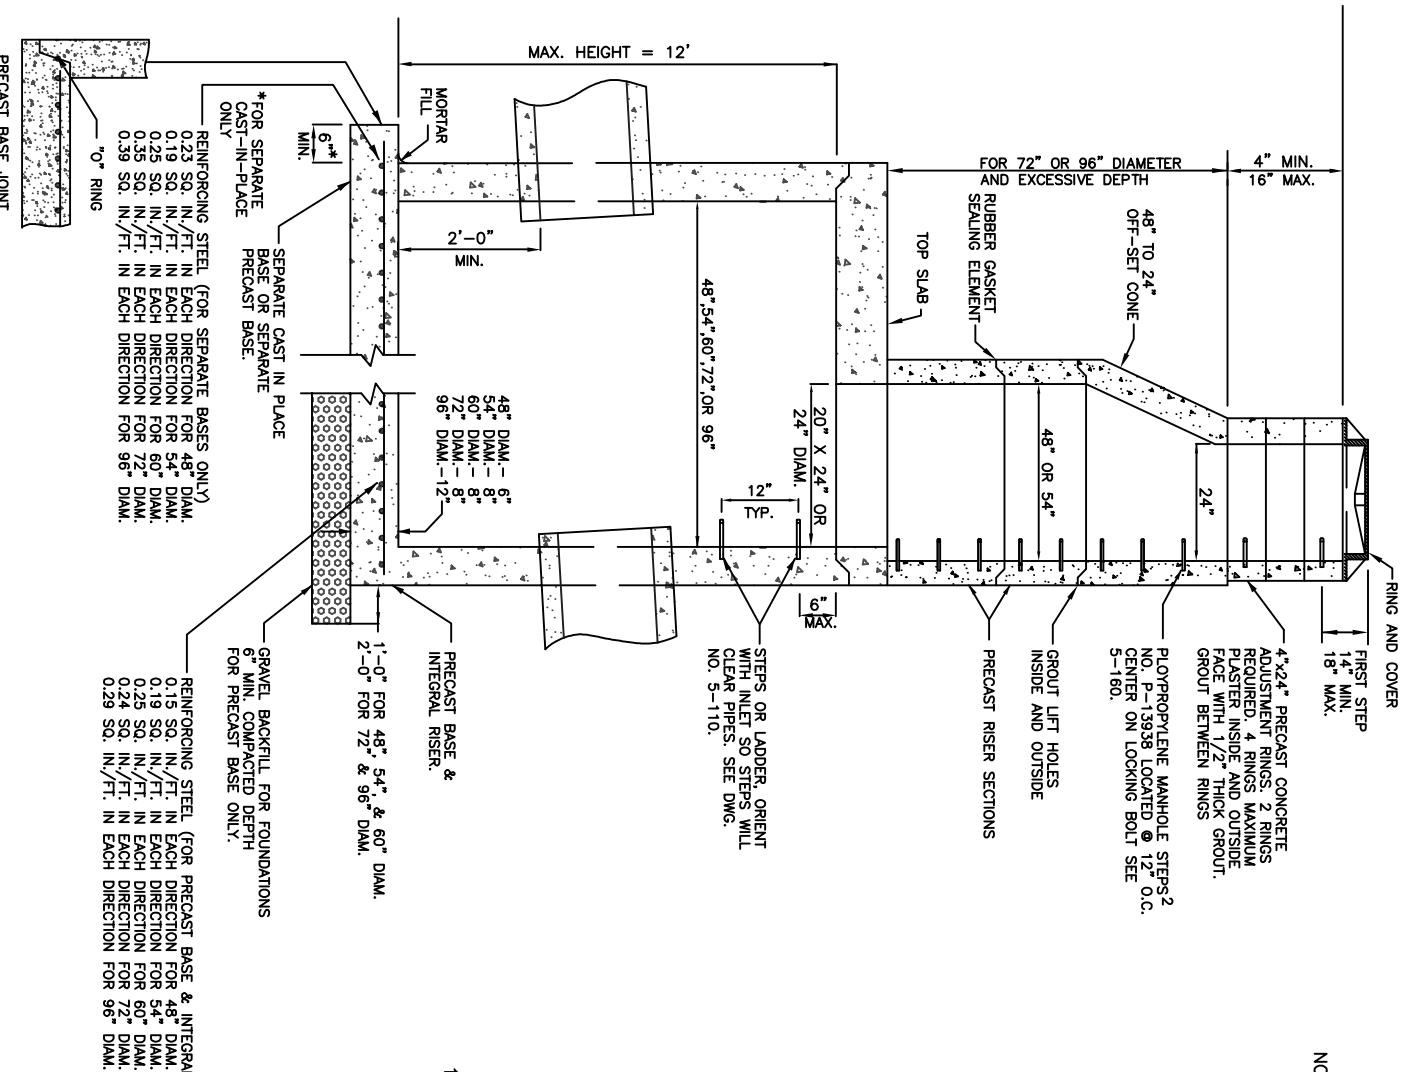 RING AND COVER
FIRST STEP
14" MIN.
18" MAX.
4"x24" PRECAST CONCRETE
ADJUSTMENT RINGS. 2 RINGS
REQUIRED. 4 RINGS MAXIMUM
PLASTER INSIDE AND OUTSIDE
FACE WITH 1/2" THICK GROUT.
GROUT BETWEEN RINGS
PLOYPROPYLENE MANHOLE STEPS2
NO. P-13938 LOCATED @ 12" O.C.
CENTER ON LOCKING BOLT SEE
5-160.
GROUT LIFT HOLES
INSIDE AND OUTSIDE
PRECAST RISER SECTIONS
STEPS OR LADDER, ORIENT
WITH INLET SO STEPS WILL
CLEAR PIPES. SEE DWG.
NO. 5-110.
PRECAST BASE &
INTEGRAL RISER.
1'-0" FOR 48", 54", & 60" DIAM.
2'-0" FOR 72" & 96" DIAM.
GRAVEL BACKFILL FOR FOUNDATIONS
6" MIN. COMPACTED DEPTH
FOR PRECAST BASE ONLY.
REINFORCING STEEL (FOR PRECAST BASE & INTEGRAL
0.15 SQ. IN./FT. IN EACH DIRECTION FOR 48" DIAM.
0.19 SQ. IN./FT. IN EACH DIRECTION FOR 54" DIAM.
0.25 SQ. IN./FT. IN EACH DIRECTION FOR 60" DIAM.
0.24 SQ. IN./FT. IN EACH DIRECTION FOR 72" DIAM.
0.29 SQ. IN./FT. IN EACH DIRECTION FOR 96" DIAM.
4" MIN.
16" MAX.
FOR 72" OR 96" DIAMETER
AND EXCESSIVE DEPTH
48" TO 24"
OFF-SET CONE
RUBBER GASKET
SEALING ELEMENT
TOP SLAB
24"
48" OR 54"
20" X 24" OR
24" DIAM.
6"
MAX.
12"
TYP.
48",54",60",72",OR 96"
MAX. HEIGHT = 12'
2'-0"
MIN.
48" DIAM.- 6"
54" DIAM.- 8"
60" DIAM.- 8"
72" DIAM.- 8"
96" DIAM.-12"
MORTAR
FILL
6"*
MIN.
*FOR SEPARATE
CAST-IN-PLACE
ONLY
SEPARATE CAST IN PLACE
BASE OR SEPARATE
PRECAST BASE.
REINFORCING STEEL (FOR SEPARATE BASES ONLY)
0.23 SQ. IN./FT. IN EACH DIRECTION FOR 48" DIAM.
0.19 SQ. IN./FT. IN EACH DIRECTION FOR 54" DIAM.
0.25 SQ. IN./FT. IN EACH DIRECTION FOR 60" DIAM.
0.35 SQ. IN./FT. IN EACH DIRECTION FOR 72" DIAM.
0.39 SQ. IN./FT. IN EACH DIRECTION FOR 96" DIAM.
"O" RING
PRECAST BASE JOINT
NO
1